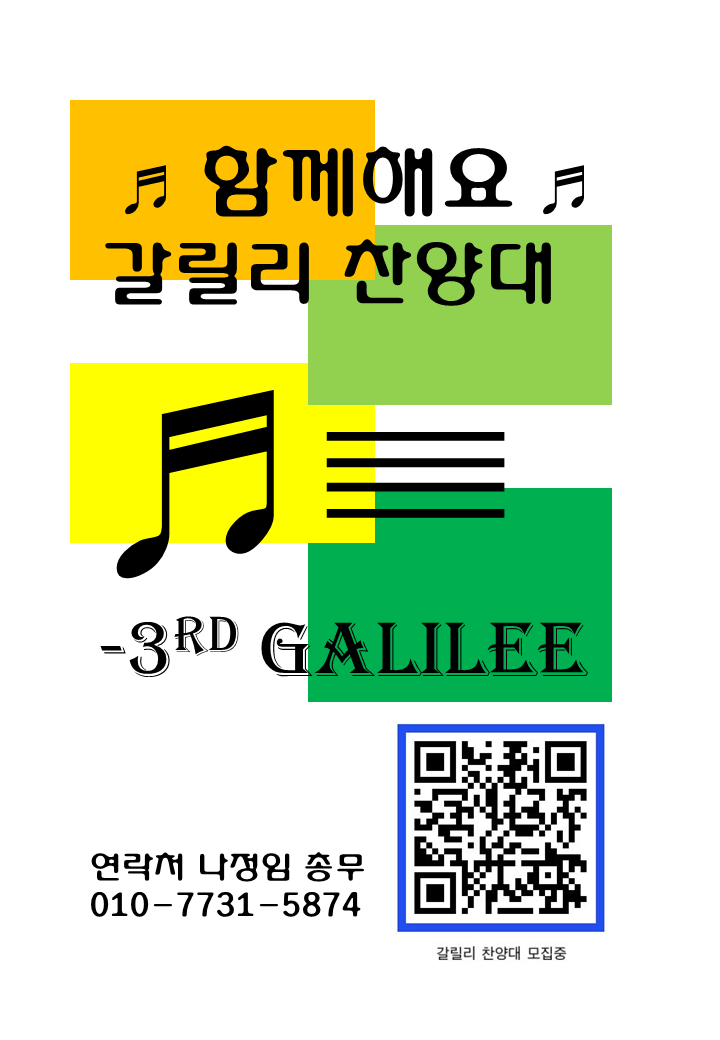 ♬ 함께해요 ♬
갈릴리 찬양대
-3RD GALILEE
연락처 나정임 총무
010-7731-5874
갈릴리 찬양대 모집중